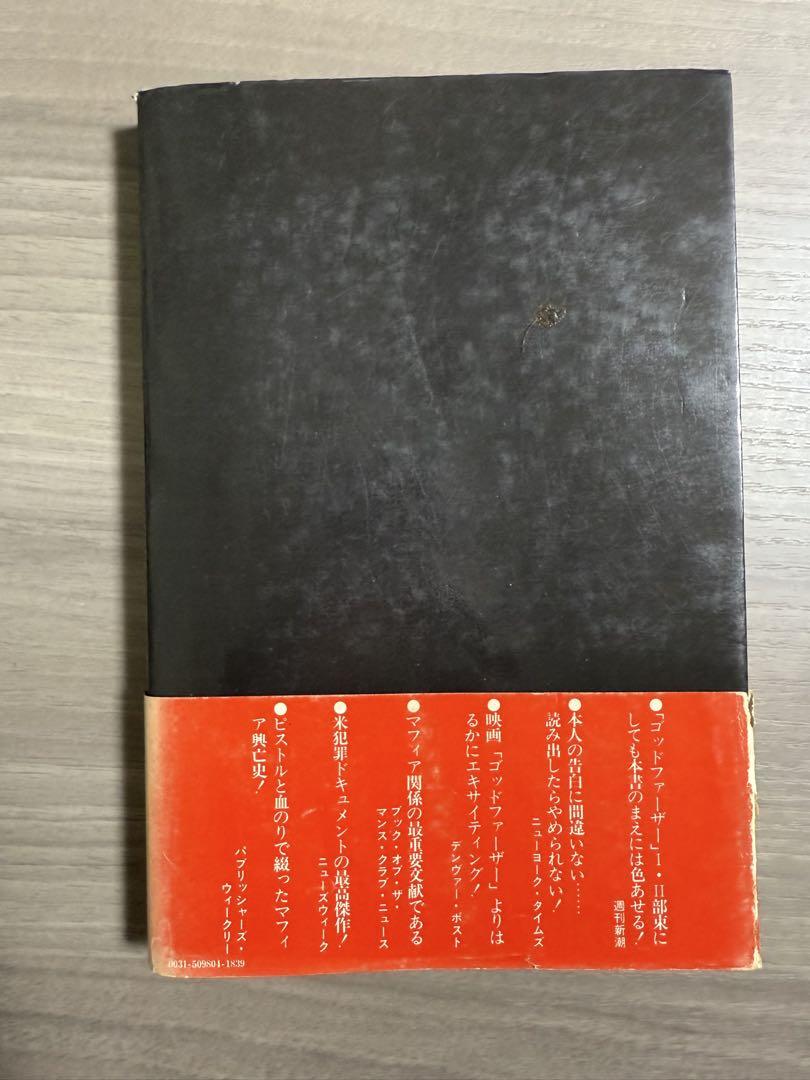 ●「ゴッドファーザー」Ⅰ・Ⅱ部束に
しても本書のまえには色あせる！
週刊新潮
●本人の告白に間違いない……
読み出したらやめられない！
ニューヨーク・タイムズ
●映画「ゴッドファーザー」よりは
るかにエキサイティング！
デンヴァー・ポスト
●マフィア関係の最重要文献である
ブック・オブ・ザ・
マンス・クラブ・ニュース
●米犯罪ドキュメントの最高傑作！
ニューズウィーク
●ピストルと血のりで綴ったマフィ
ア興亡史！
パブリッシャーズ・
ウィークリー
0031-509804-1839